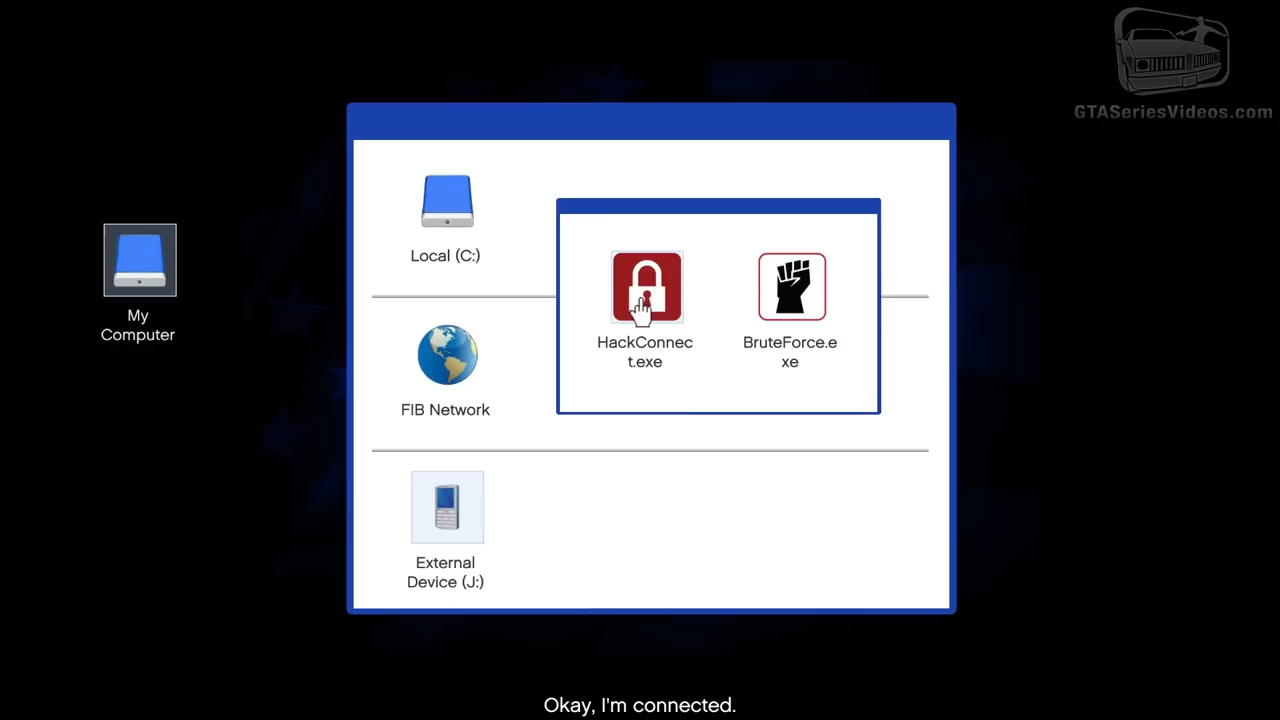 GTASeriesVideos.com
Local (C:)
My
Computer
HackConnec
t.exe
BruteForce.e
xe
FIB Network
External
Device (J:)
Okay, I'm connected.